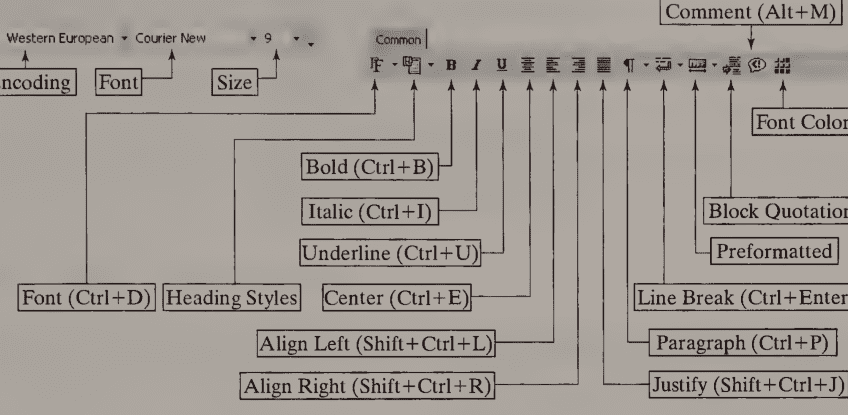 Comment (Alt+M)
Western European Courier New 9
Common
ncoding Font Size
B I U
Font Color
Bold (Ctrl+B)
Italic (Ctrl+I) Block Quotation
Underline (Ctrl+U) Preformatted
Font (Ctrl+D) Heading Styles Center (Ctrl+E) Line Break (Ctrl+Enter
Align Left (Shift+Ctrl+L) Paragraph (Ctrl+P)
Align Right (Shift+Ctrl+R) Justify (Shift+Ctrl+J)